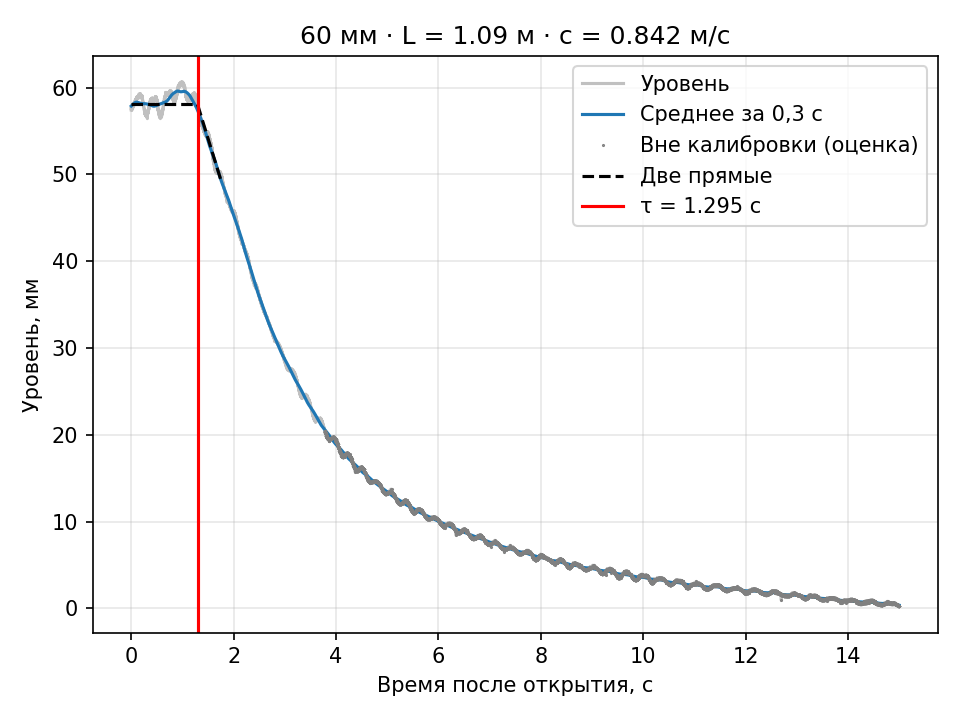 60 мм · L = 1.09 м · c = 0.842 м/с
Уровень
Среднее за 0,3 с
Вне калибровки (оценка)
Две прямые
τ = 1.295 с
Уровень, мм
60
50
40
30
20
10
0
0 2 4 6 8 10 12 14
Время после открытия, с